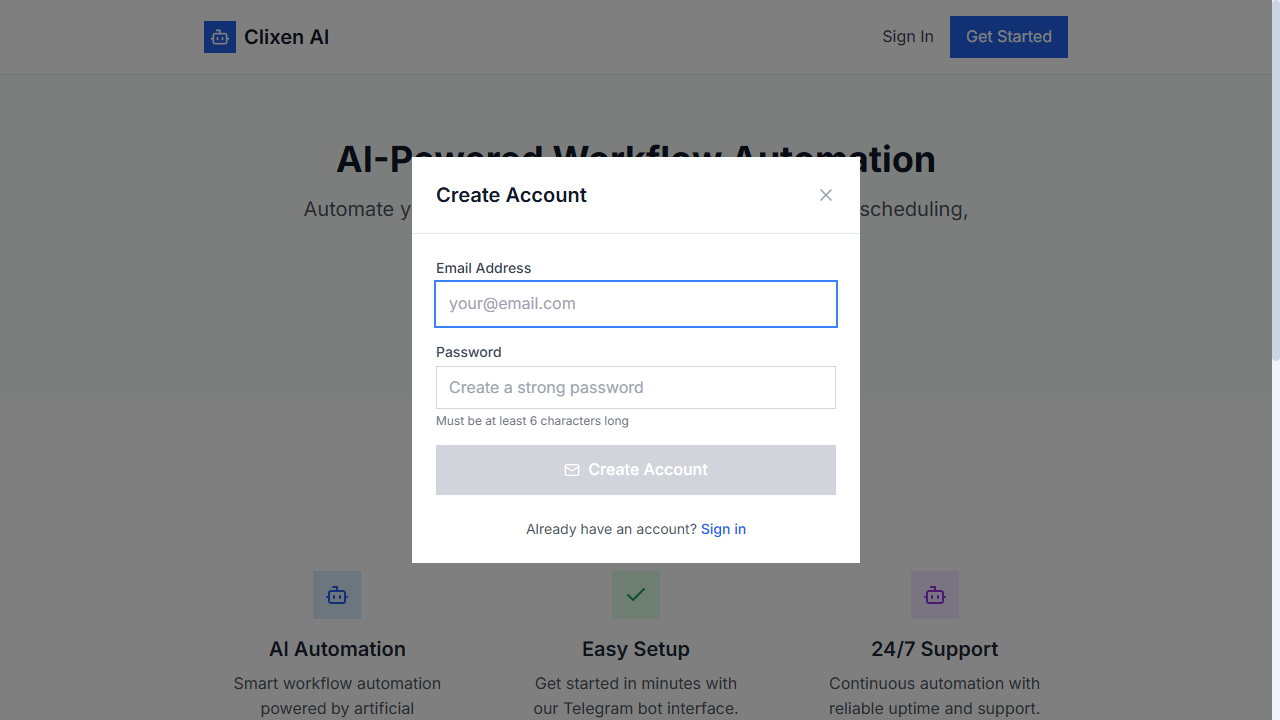 Clixen AI
Sign In
Get Started
AI-Powered Workflow Automation
Automate y
scheduling,
Create Account
Email Address
your@email.com
Password
Create a strong password
Must be at least 6 characters long
Create Account
Already have an account? Sign in
AI Automation
Smart workflow automation
powered by artificial
Easy Setup
Get started in minutes with
our Telegram bot interface.
24/7 Support
Continuous automation with
reliable uptime and support.